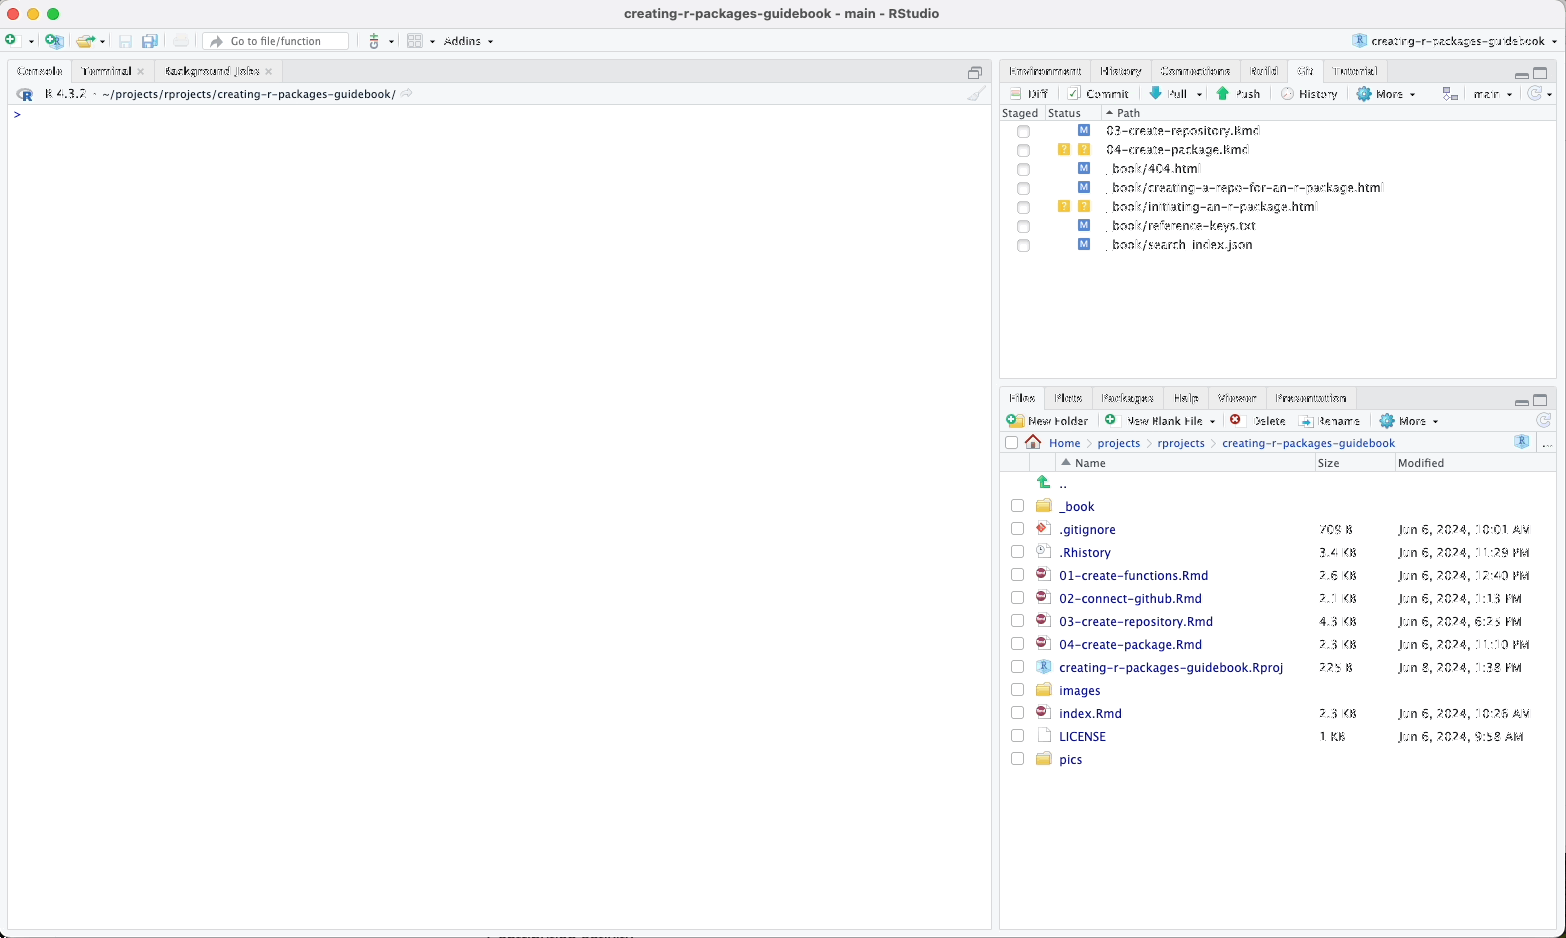 creating-r-packages-guidebook - main - RStudio
Go to file/function
Addins
creating-r-packages-guidebook
Console Terminal Background Jobs
R 4.3.2 · ~/projects/rprojects/creating-r-packages-guidebook/
>
Environment History Connections Build Git Tutorial
Diff Commit Pull Push History More main
Staged Status Path
M 03-create-repository.Rmd
? ? 04-create-package.Rmd
M _book/404.html
M _book/creating-a-repo-for-an-r-package.html
? ? _book/initiating-an-r-package.html
M _book/reference-keys.txt
M _book/search_index.json
Files Plots Packages Help Viewer Presentation
New Folder New Blank File Delete Rename More
Home projects rprojects creating-r-packages-guidebook ...
Name Size Modified
..
_book
.gitignore 709 B Jun 6, 2024, 10:01 AM
.Rhistory 3.4 KB Jun 6, 2024, 11:29 PM
01-create-functions.Rmd 2.6 KB Jun 6, 2024, 12:40 PM
02-connect-github.Rmd 2.1 KB Jun 6, 2024, 1:13 PM
03-create-repository.Rmd 4.3 KB Jun 6, 2024, 6:25 PM
04-create-package.Rmd 2.3 KB Jun 6, 2024, 11:10 PM
creating-r-packages-guidebook.Rproj 225 B Jun 8, 2024, 1:38 PM
images
index.Rmd 2.3 KB Jun 6, 2024, 10:26 AM
LICENSE 1 KB Jun 6, 2024, 9:58 AM
pics